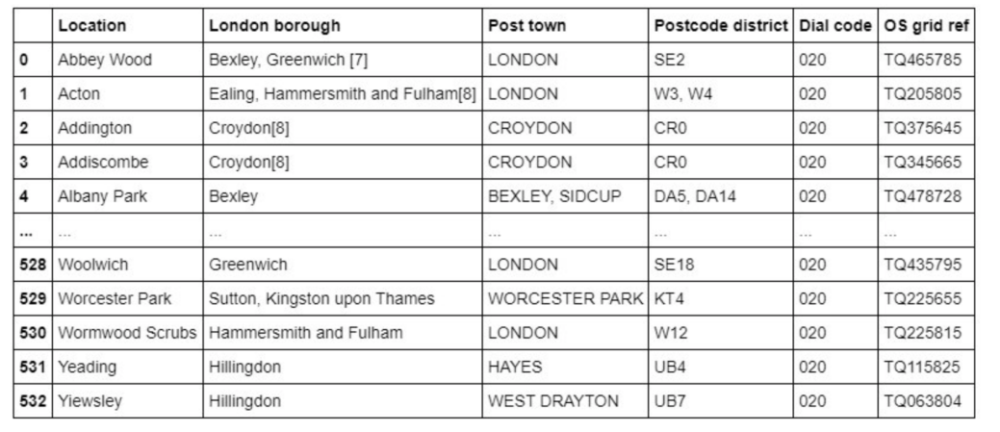 Location London borough Post town Postcode district Dial code OS grid ref
0 Abbey Wood Bexley, Greenwich [7] LONDON SE2 020 TQ465785
1 Acton Ealing, Hammersmith and Fulham[8] LONDON W3, W4 020 TQ205805
2 Addington Croydon[8] CROYDON CR0 020 TQ375645
3 Addiscombe Croydon[8] CROYDON CR0 020 TQ345665
4 Albany Park Bexley BEXLEY, SIDCUP DA5, DA14 020 TQ478728
... ... ... ... ... ... ...
528 Woolwich Greenwich LONDON SE18 020 TQ435795
529 Worcester Park Sutton, Kingston upon Thames WORCESTER PARK KT4 020 TQ225655
530 Wormwood Scrubs Hammersmith and Fulham LONDON W12 020 TQ225815
531 Yeading Hillingdon HAYES UB4 020 TQ115825
532 Yiewsley Hillingdon WEST DRAYTON UB7 020 TQ063804